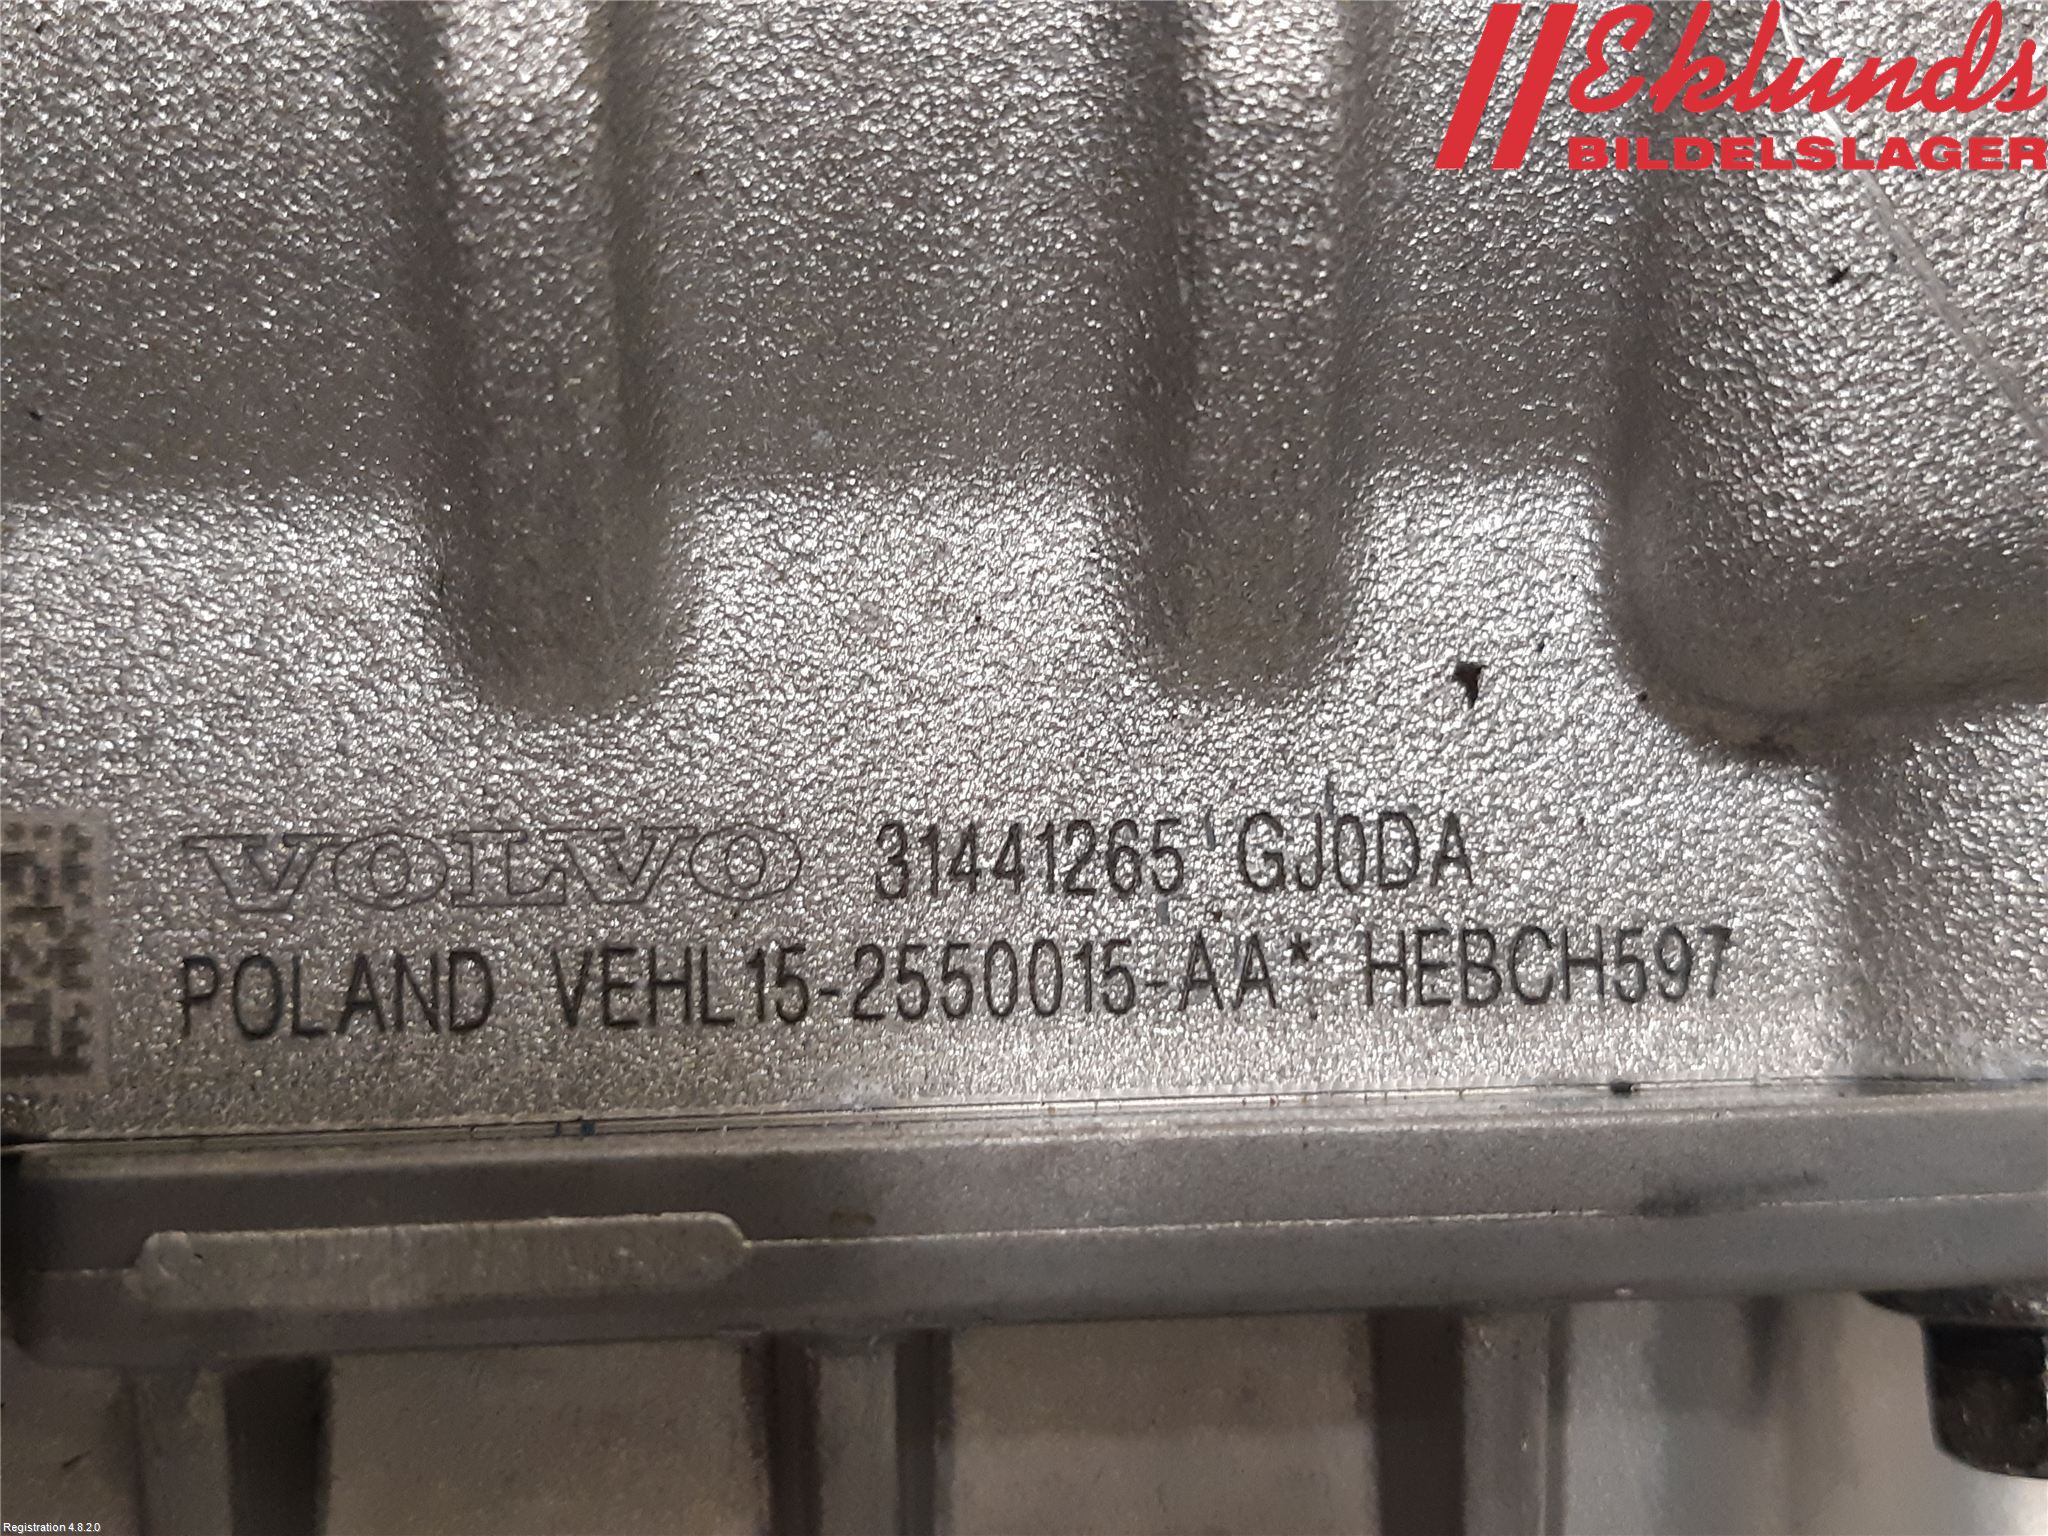 Eklunds
BILDELSLAGER
VOLVO 31441265 GJ0DA
POLAND VEHL15-2550015-AA* HEBCH597
Registration 4.8.2.0